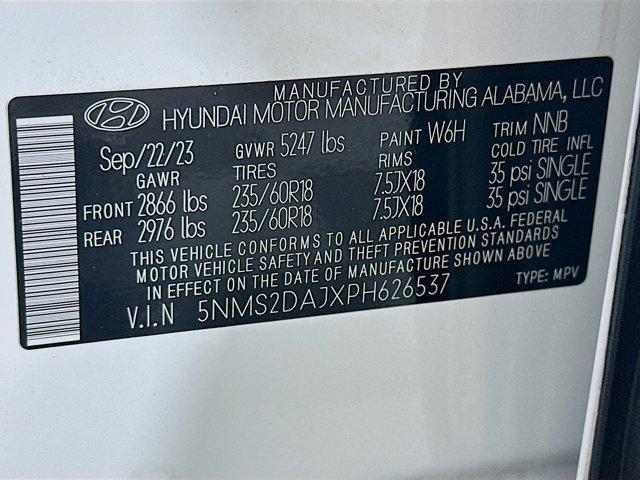 MANUFACTURED BY
HYUNDAI MOTOR MANUFACTURING ALABAMA, LLC
Sep/22/23 GVWR 5247 lbs PAINT W6H TRIM NNB
GAWR TIRES RIMS COLD TIRE INFL
FRONT 2866 lbs 235/60R18 7.5JX18 35 psi SINGLE
REAR 2976 lbs 235/60R18 7.5JX18 35 psi SINGLE
THIS VEHICLE CONFORMS TO ALL APPLICABLE U.S.A. FEDERAL
MOTOR VEHICLE SAFETY AND THEFT PREVENTION STANDARDS
IN EFFECT ON THE DATE OF MANUFACTURE SHOWN ABOVE
V.I.N 5NMS2DAJXPH626537 TYPE: MPV